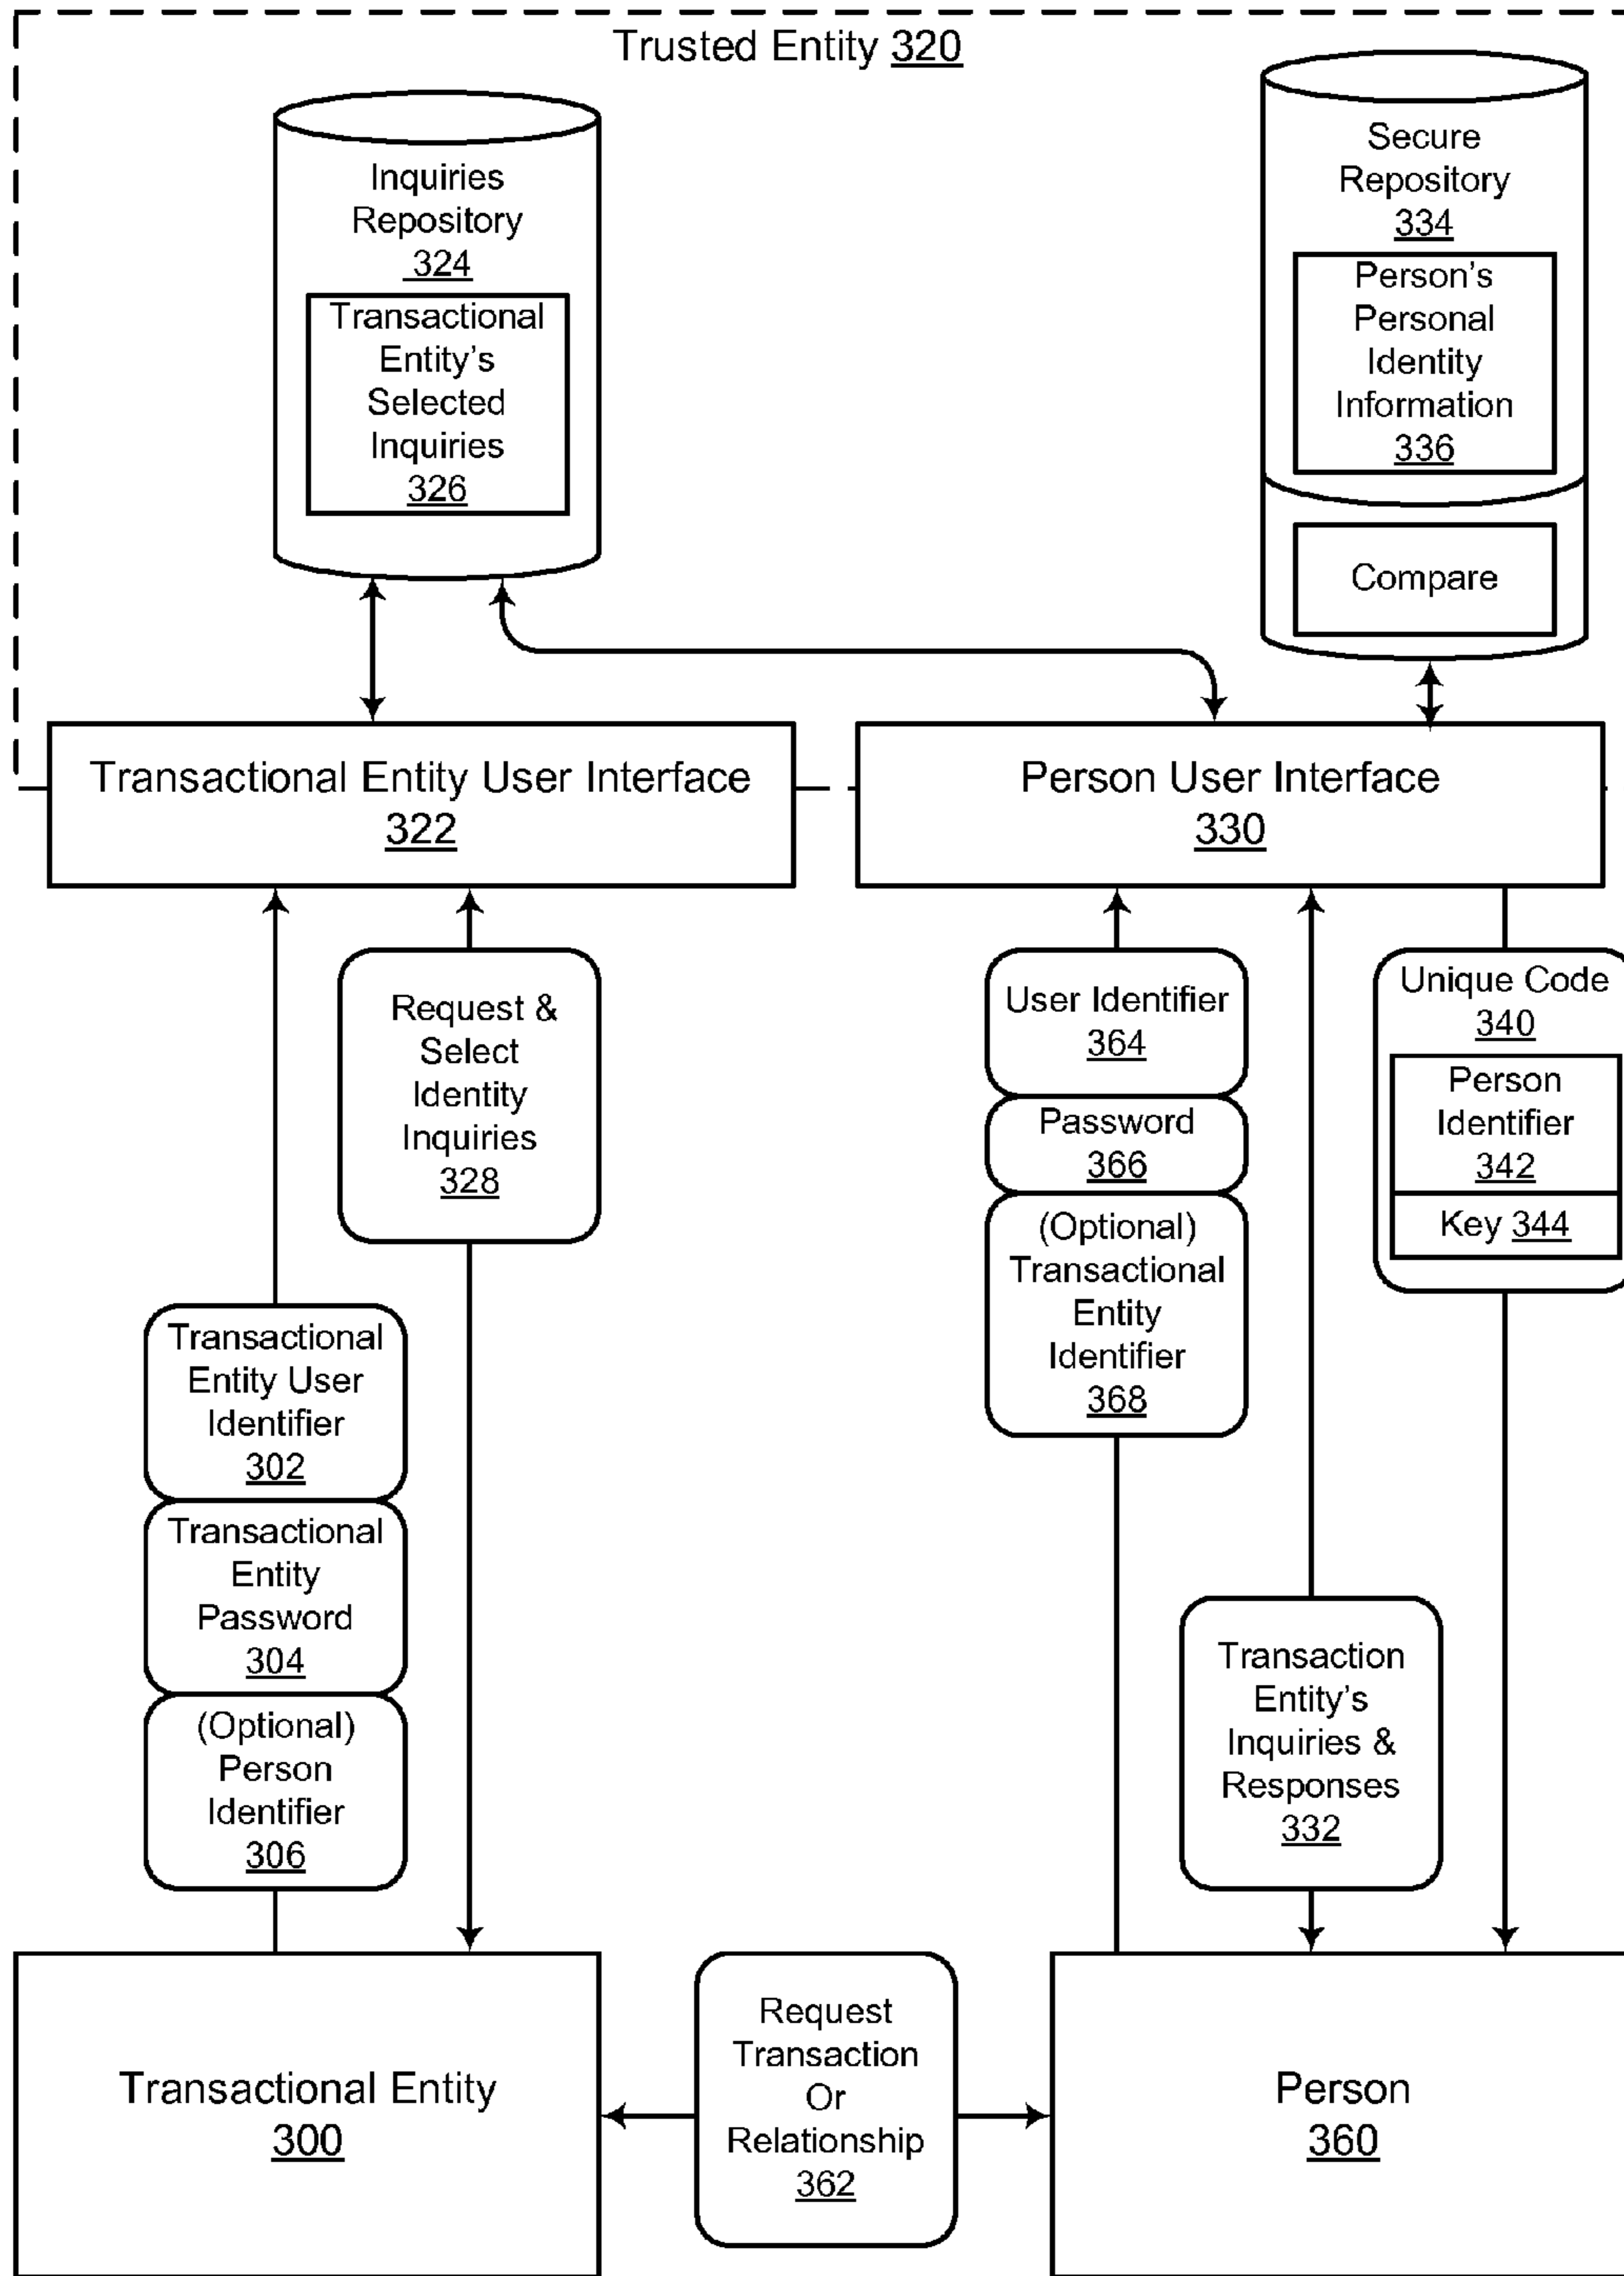 Trusted Entity 320
Inquiries
Repository
324
Transactional
Entity's
Selected
Inquiries
326
Secure
Repository
334
Person's
Personal
Identity
Information
336
Compare
Transactional Entity User Interface
322
Person User Interface
330
Request &
Select
Identity
Inquiries
328
Transactional
Entity User
Identifier
302
Transactional
Entity
Password
304
(Optional)
Person
Identifier
306
User Identifier
364
Password
366
(Optional)
Transactional
Entity
Identifier
368
Transaction
Entity's
Inquiries &
Responses
332
Unique Code
340
Person
Identifier
342
Key 344
Transactional Entity
300
Request
Transaction
Or
Relationship
362
Person
360